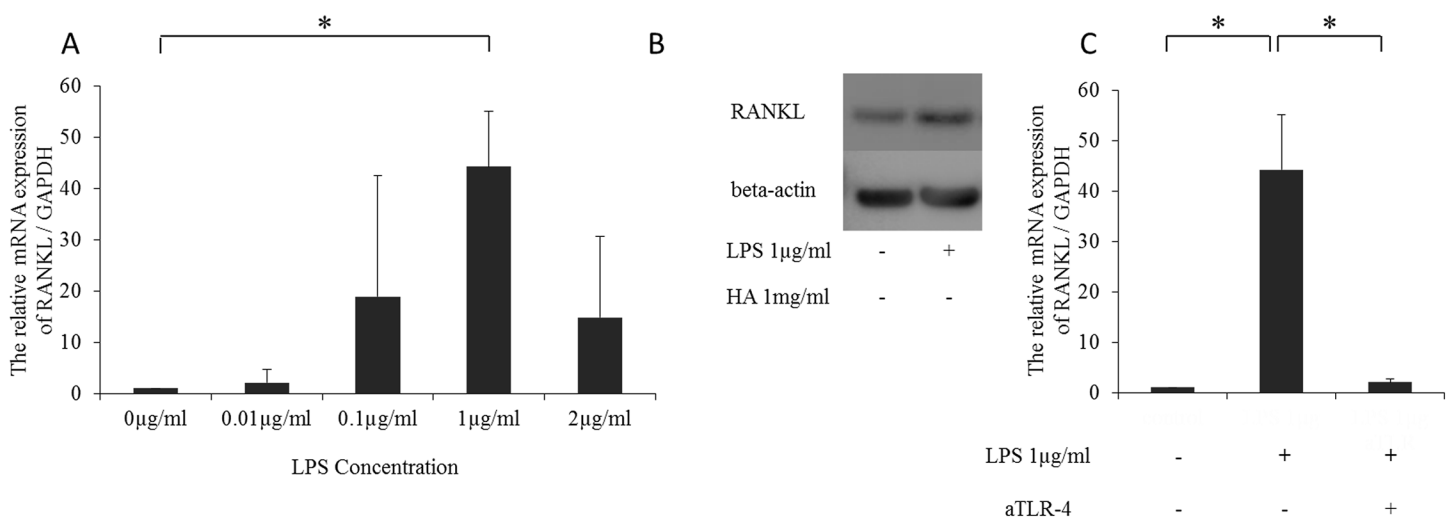 A
*
The relative mRNA expression
of RANKL / GAPDH
60
50
40
30
20
10
0
0µg/ml 0.01µg/ml 0.1µg/ml 1µg/ml 2µg/ml
LPS Concentration
B
RANKL
beta-actin
LPS 1µg/ml - +
HA 1mg/ml - -
C
* *
The relative mRNA expression
of RANKL / GAPDH
60
50
40
30
20
10
0
LPS 1µg/ml - + +
aTLR-4 - - +